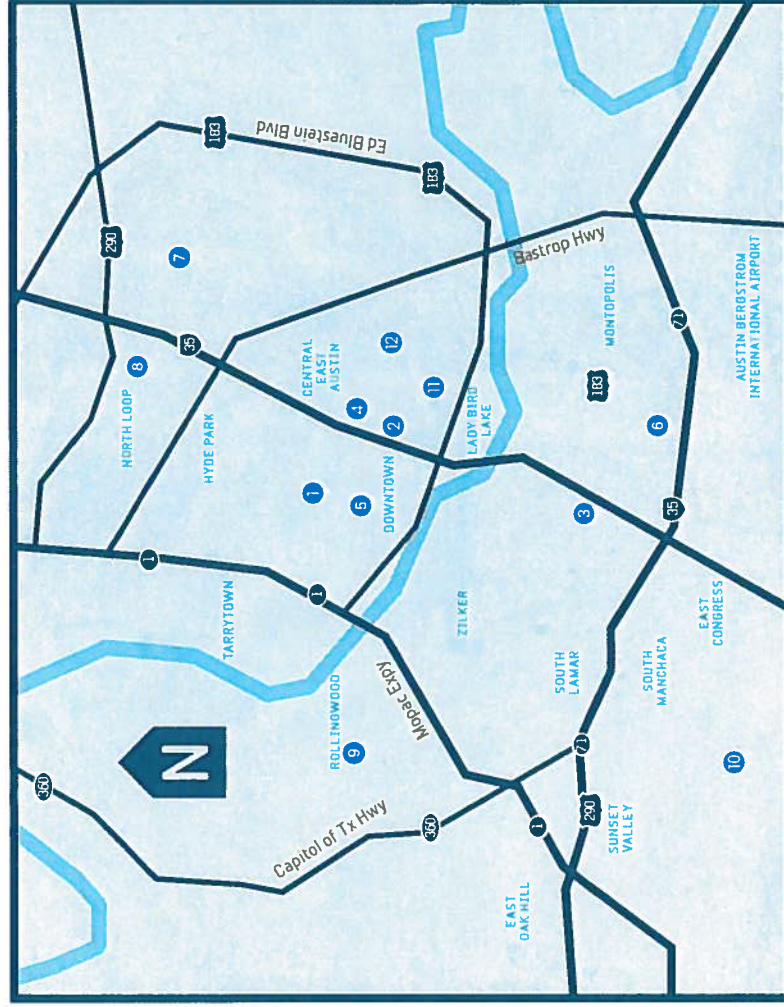 360
N
Capitol of Tx Hwy
360
ROLLINGWOOD
9
TARRYTOWN
Mopac Expy
1
1
1
290
NORTH LOOP
8
HYDE PARK
35
7
183
Ed Bluestein Blvd
183
CENTRAL
EAST
AUSTIN
1
5
4
2
12
11
DOWNTOWN
LADY BIRD
LAKE
Bastrop Hwy
ZILKER
MONTOPOLIS
183
3
6
35
71
AUSTIN BERGSTROM
INTERNATIONAL AIRPORT
EAST
CONGRESS
SOUTH
LAMAR
SOUTH
MANCHACA
71
290
SUNSET
VALLEY
10
EAST
OAK HILL